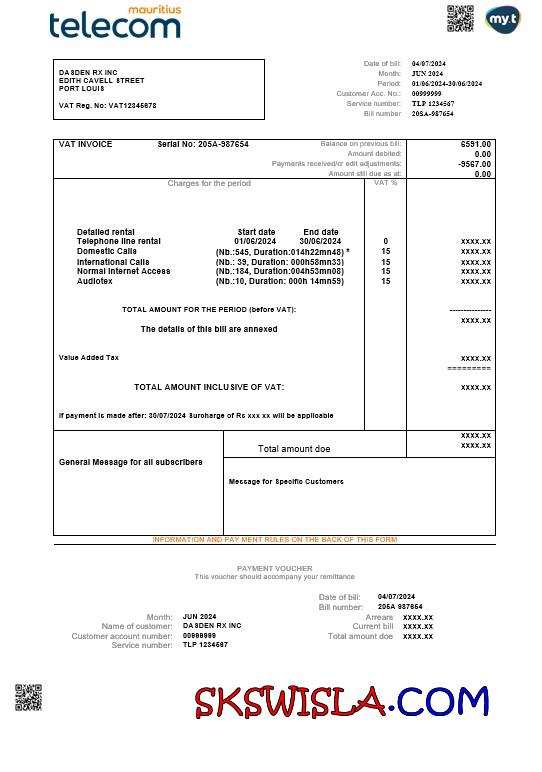 mauritius
telecom
my.t
DASDEN RX INC
EDITH CAVELL STREET
PORT LOUIS
VAT Reg. No: VAT12345678
Date of bill: 04/07/2024
Month: JUN 2024
Period: 01/06/2024-30/06/2024
Customer Acc. No.: 00999999
Service number: TLP 1234567
Bill number 20SA-987654
VAT INVOICE Serial No: 20SA-987654 Balance on previous bill: 6591.00
Amount debited: 0.00
Payments received/or edit adjustments: -9567.00
Amount still due as at: 0.00
Charges for the period VAT %
Detailed rental Start date End date
Telephone line rental 01/06/2024 30/06/2024 0 xxxx.xx
Domestic Calls (Nb.:545, Duration:014h22mn48) * 15 xxxx.xx
International Calls (Nb.: 39, Duration: 000h58mn33) 15 xxxx.xx
Normal Internet Access (Nb.:184, Duration:004h53mn08) 15 xxxx.xx
Audiotex (Nb.:10, Duration: 000h 14mn59) 15 xxxx.xx
TOTAL AMOUNT FOR THE PERIOD (before VAT): ---------------
xxxx.xx
The details of this bill are annexed
Value Added Tax xxxx.xx
=========
TOTAL AMOUNT INCLUSIVE OF VAT: xxxx.xx
If payment is made after: 30/07/2024 Suroharge of Rs xxx xx will be applioable
xxxx.xx
Total amount doe xxxx.xx
General Message for all subscribers
Message for Specific Customers
INFORMATION AND PAY MENT RULES ON THE BACK OF THIS FORM
PAYMENT VOUCHER
This voucher should accompany your remittance
Date of bill: 04/07/2024
Bill number: 205A 987654
Month: JUN 2024 Arrears xxxx.xx
Name of customer: DASDEN RX INC Current bill xxxx.xx
Customer account number: 00999999 Total amount doe xxxx.xx
Service number: TLP 1234567
SKSWISLA.COM